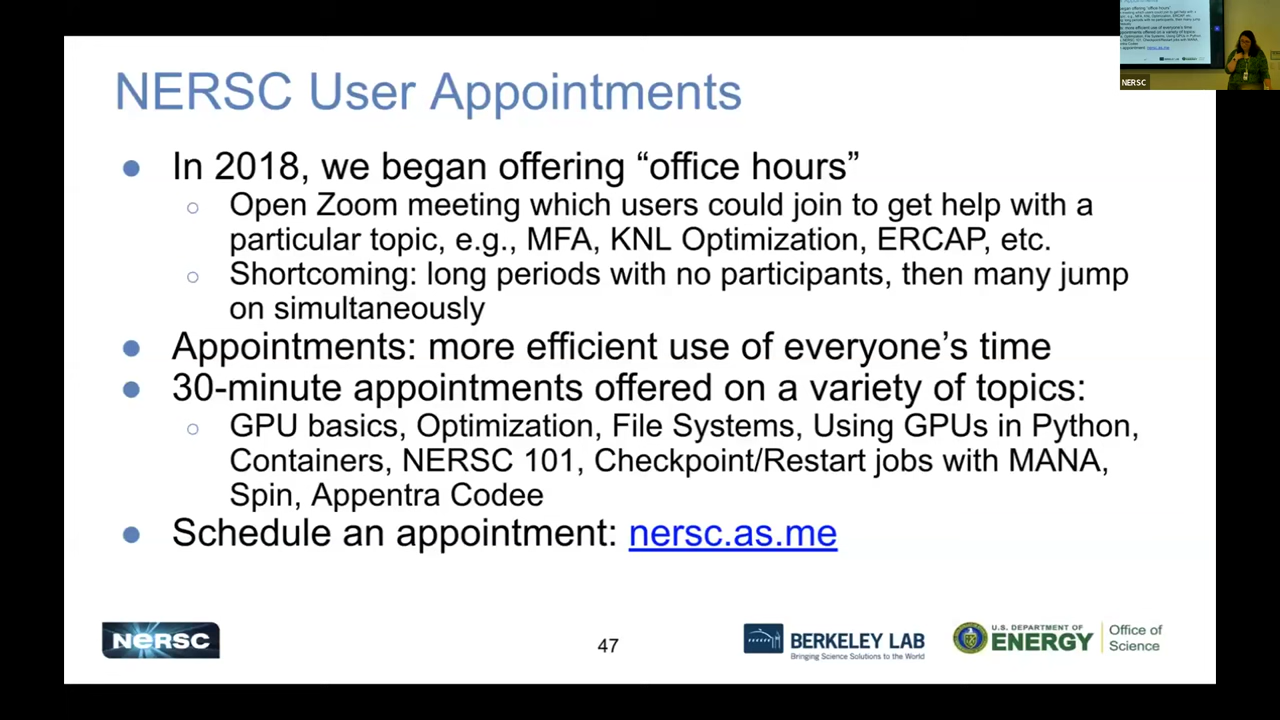 NERSC User Appointments
● In 2018, we began offering “office hours”
○ Open Zoom meeting which users could join to get help with a
particular topic, e.g., MFA, KNL Optimization, ERCAP, etc.
○ Shortcoming: long periods with no participants, then many jump
on simultaneously
● Appointments: more efficient use of everyone’s time
● 30-minute appointments offered on a variety of topics:
○ GPU basics, Optimization, File Systems, Using GPUs in Python,
Containers, NERSC 101, Checkpoint/Restart jobs with MANA,
Spin, Appentra Codee
● Schedule an appointment: nersc.as.me
NERSC
47
BERKELEY LAB
Bringing Science Solutions to the World
U.S. DEPARTMENT OF
ENERGY
Office of
Science
NERSC